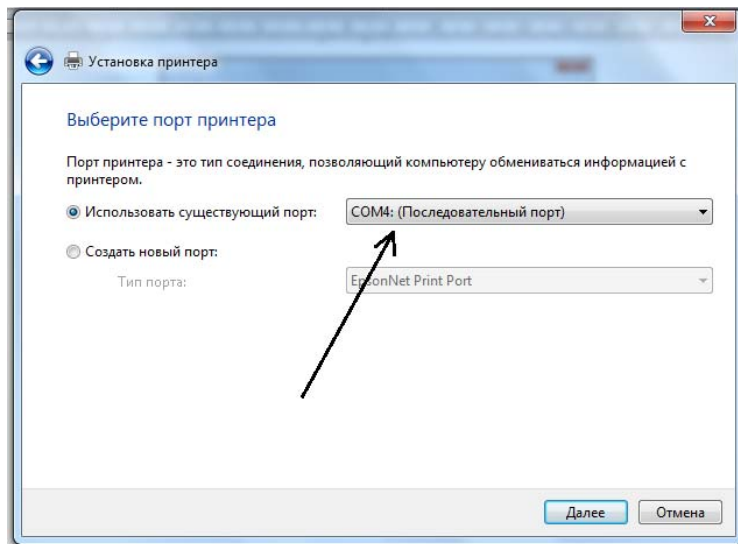 Установка принтера
Выберите порт принтера
Порт принтера - это тип соединения, позволяющий компьютеру обмениваться информацией с
принтером.
Использовать существующий порт: COM4: (Последовательный порт)
Создать новый порт:
Тип порта: EpsonNet Print Port
Далее Отмена